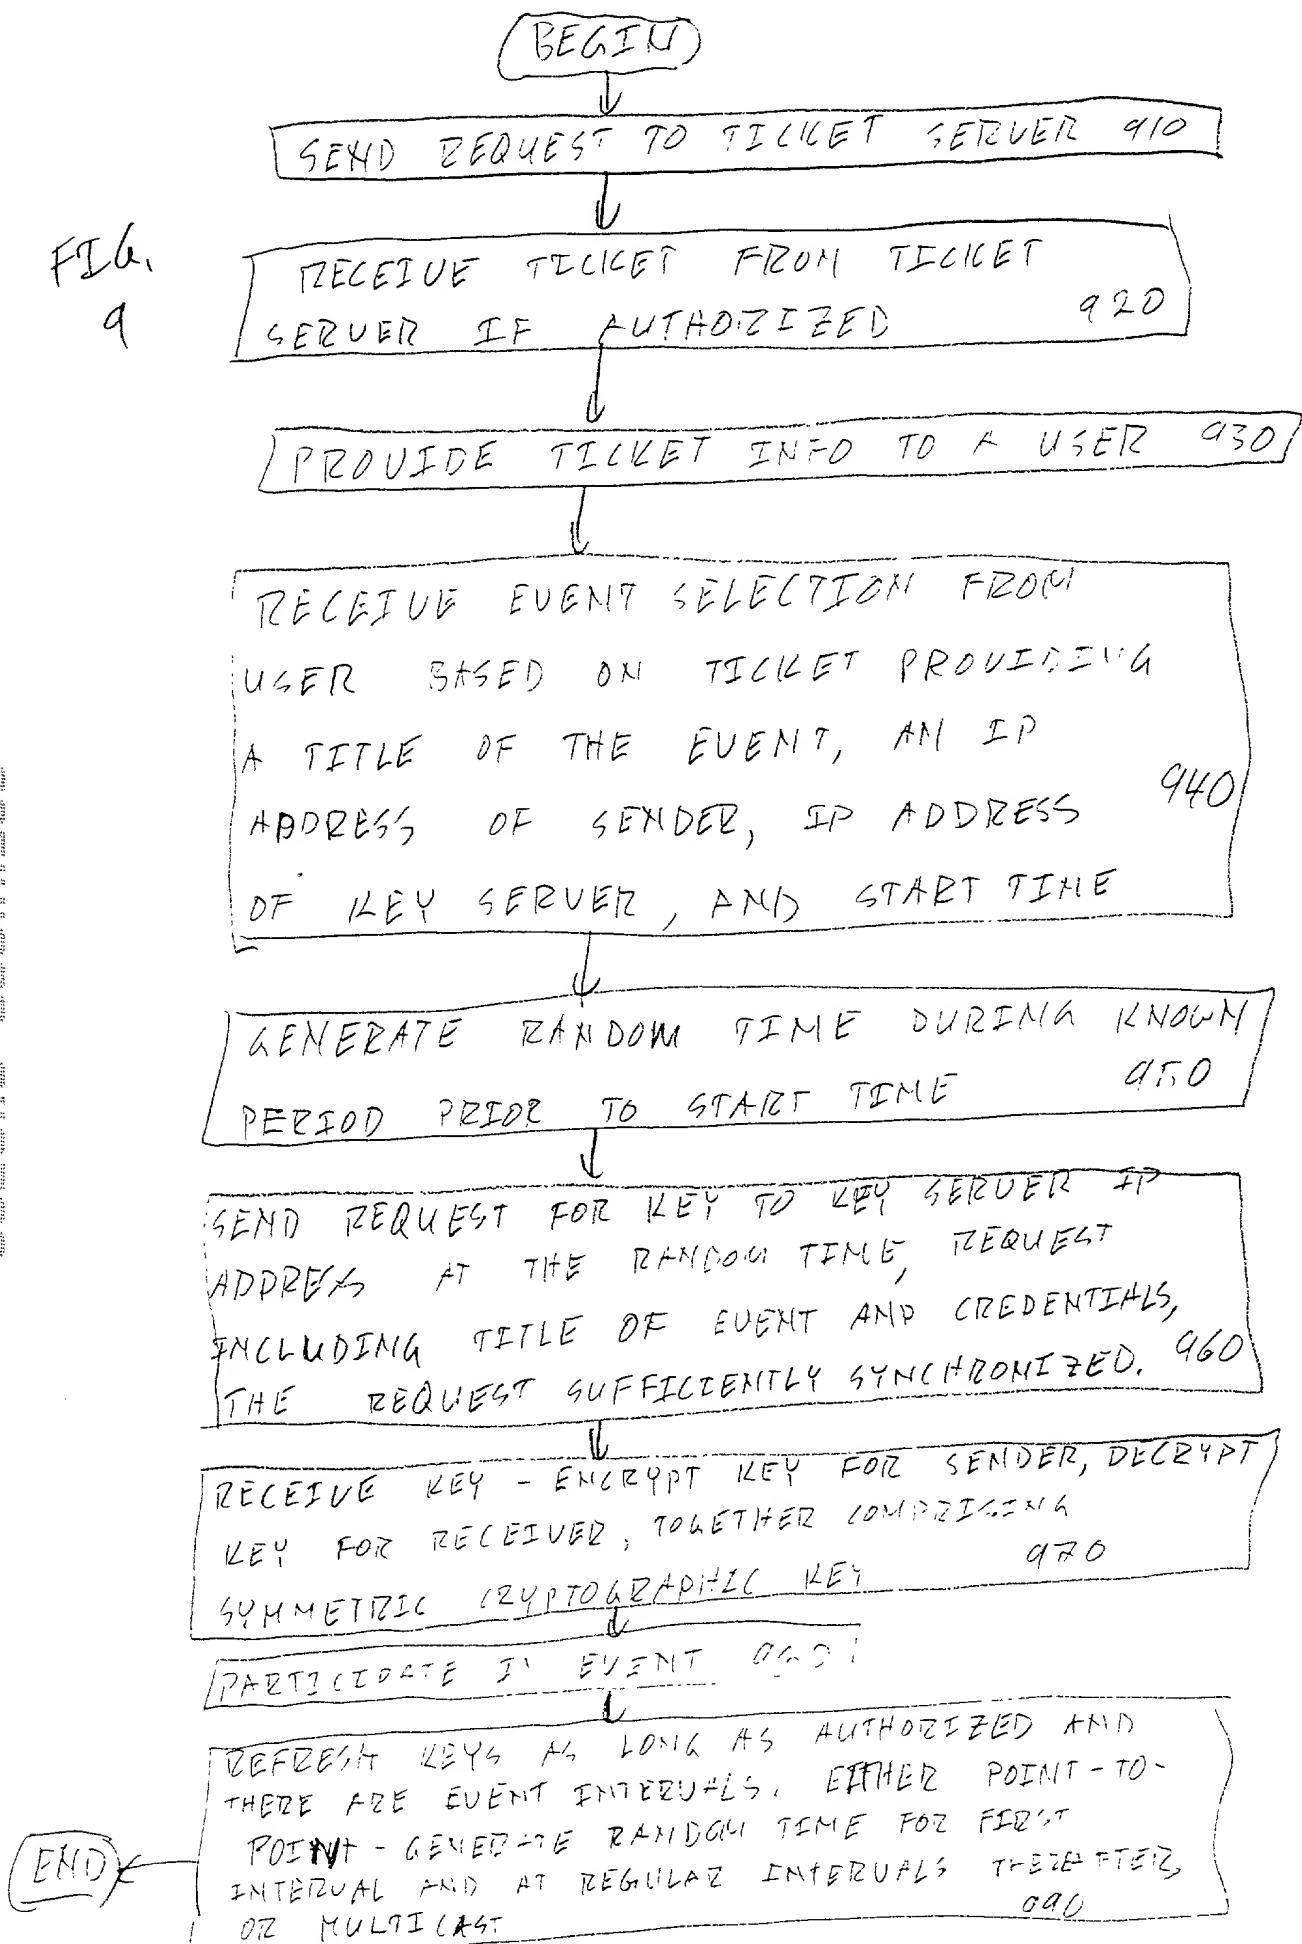 BEGIN
SEND REQUEST TO TICKET SERVER 910
FIG.
9
RECEIVE TICKET FROM TICKET
SERVER IF AUTHORIZED 920
PROVIDE TICKET INFO TO A USER 930
RECEIVE EVENT SELECTION FROM
USER BASED ON TICKET PROVIDING
A TITLE OF THE EVENT, AN IP
ADDRESS OF SENDER, IP ADDRESS 940
OF KEY SERVER, AND START TIME
GENERATE RANDOM TIME DURING KNOWN
PERIOD PRIOR TO START TIME 950
SEND REQUEST FOR KEY TO KEY SERVER IP
ADDRESS AT THE RANDOM TIME, REQUEST
INCLUDING TITLE OF EVENT AND CREDENTIALS,
THE REQUEST SUFFICIENTLY SYNCHRONIZED. 960
RECEIVE KEY - ENCRYPT KEY FOR SENDER, DECRYPT
KEY FOR RECEIVER, TOGETHER COMPRISING
SYMMETRIC CRYPTOGRAPHIC KEY 970
PARTICIPATE IN EVENT
REFRESH KEYS AS LONG AS AUTHORIZED AND
THERE ARE EVENT INTERVALS. EITHER POINT-TO-
POINT - GENERATE RANDOM TIME FOR FIRST
INTERVAL AND AT REGULAR INTERVALS THEREAFTER,
OR MULTICAST 990
END